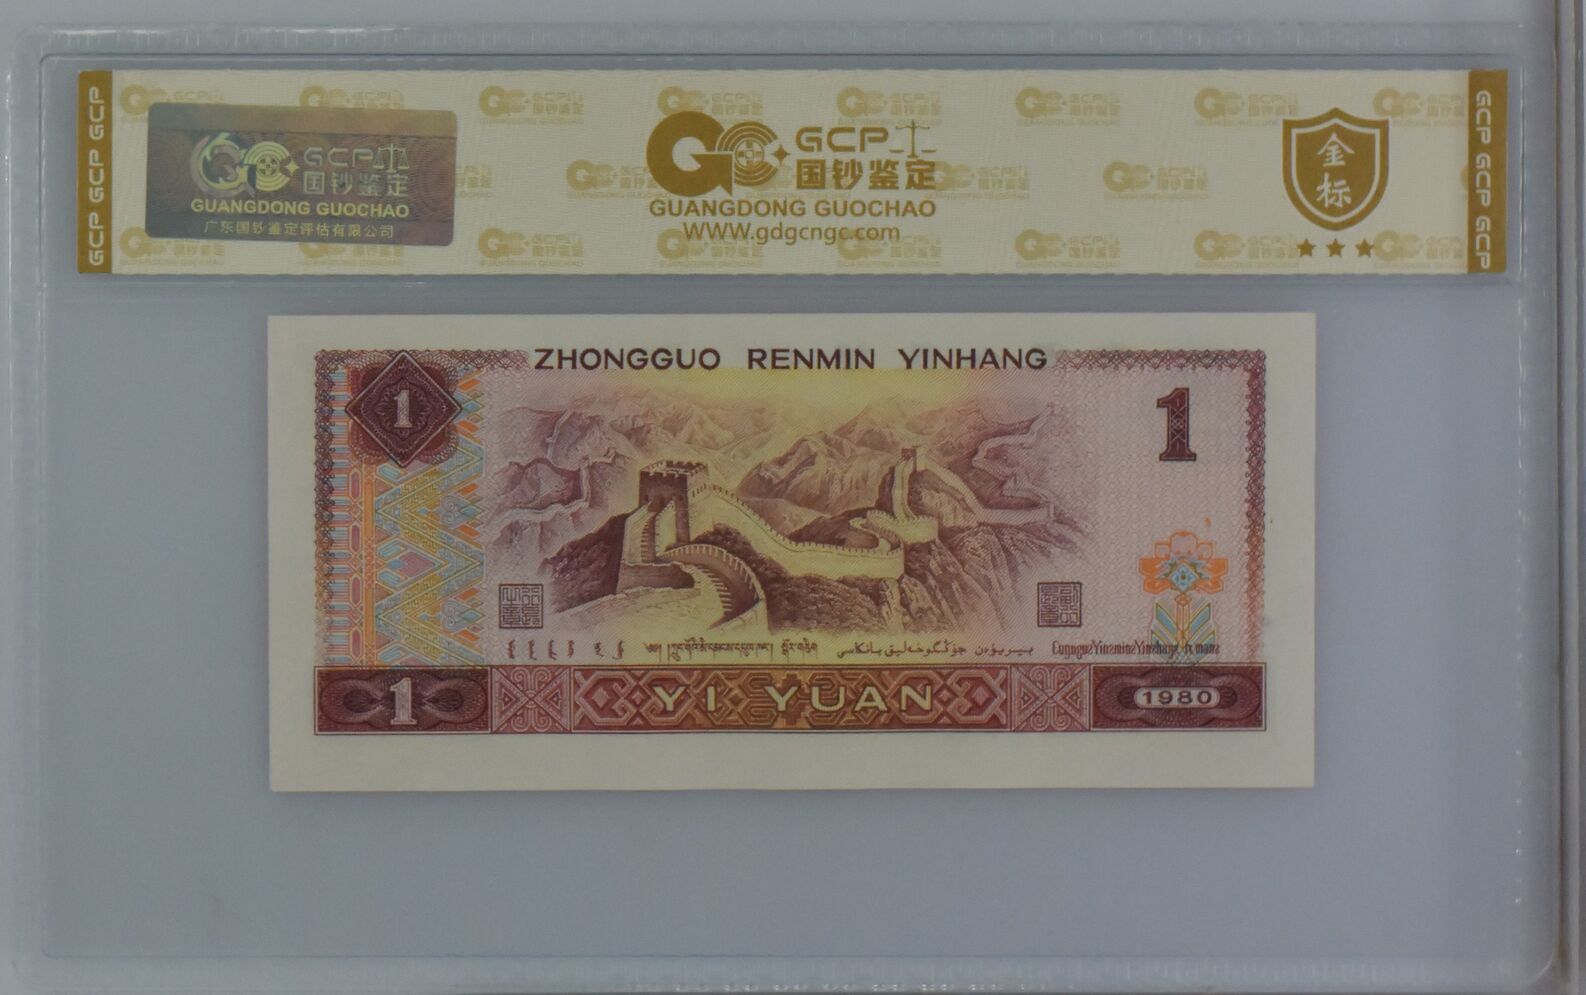 GCP GCP GCP
GCP
国钞鉴定
GUANGDONG GUOCHAO
广东国钞鉴定评估有限公司
GCP
国钞鉴定
GUANGDONG GUOCHAO
WWW.gdgcngc.com
金
标
GCP GCP GCP
ZHONGGUO RENMIN YINHANG
1
1
YI YUAN
1
1980